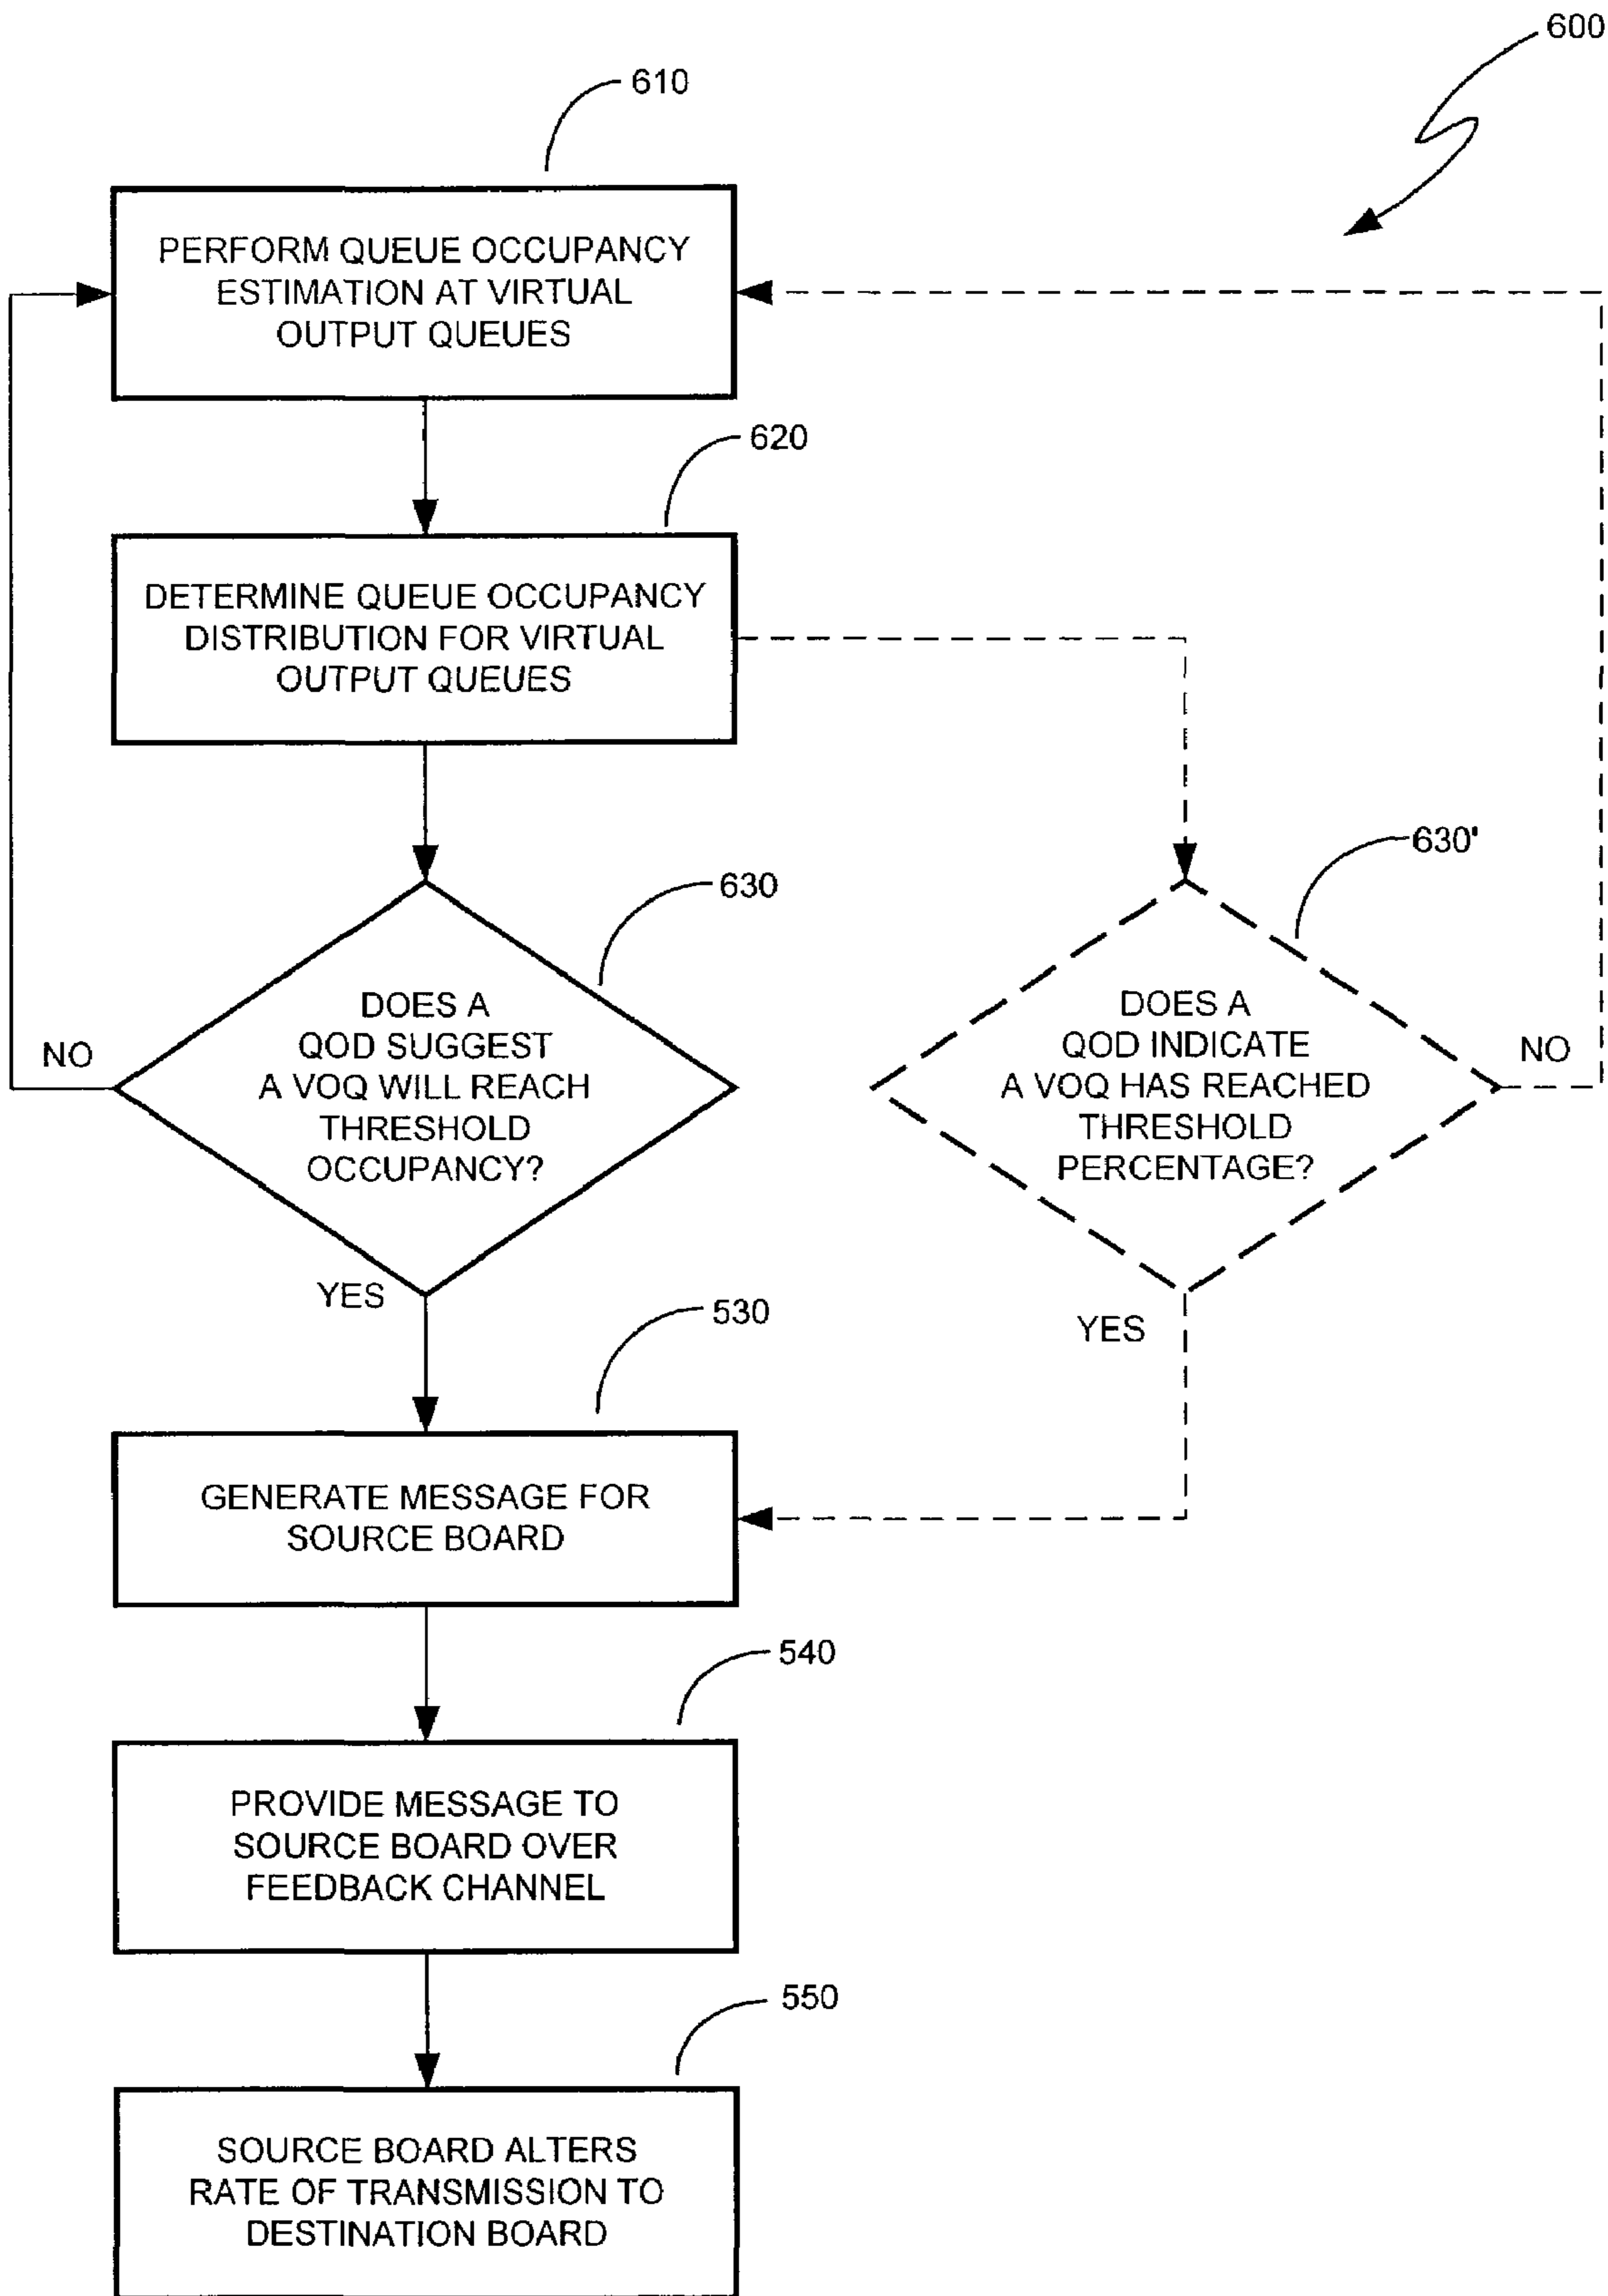 600
610
PERFORM QUEUE OCCUPANCY
ESTIMATION AT VIRTUAL
OUTPUT QUEUES
620
DETERMINE QUEUE OCCUPANCY
DISTRIBUTION FOR VIRTUAL
OUTPUT QUEUES
630
DOES A
QOD SUGGEST
A VOQ WILL REACH
THRESHOLD
OCCUPANCY?
NO
YES
630'
DOES A
QOD INDICATE
A VOQ HAS REACHED
THRESHOLD
PERCENTAGE?
NO
YES
530
GENERATE MESSAGE FOR
SOURCE BOARD
540
PROVIDE MESSAGE TO
SOURCE BOARD OVER
FEEDBACK CHANNEL
550
SOURCE BOARD ALTERS
RATE OF TRANSMISSION TO
DESTINATION BOARD